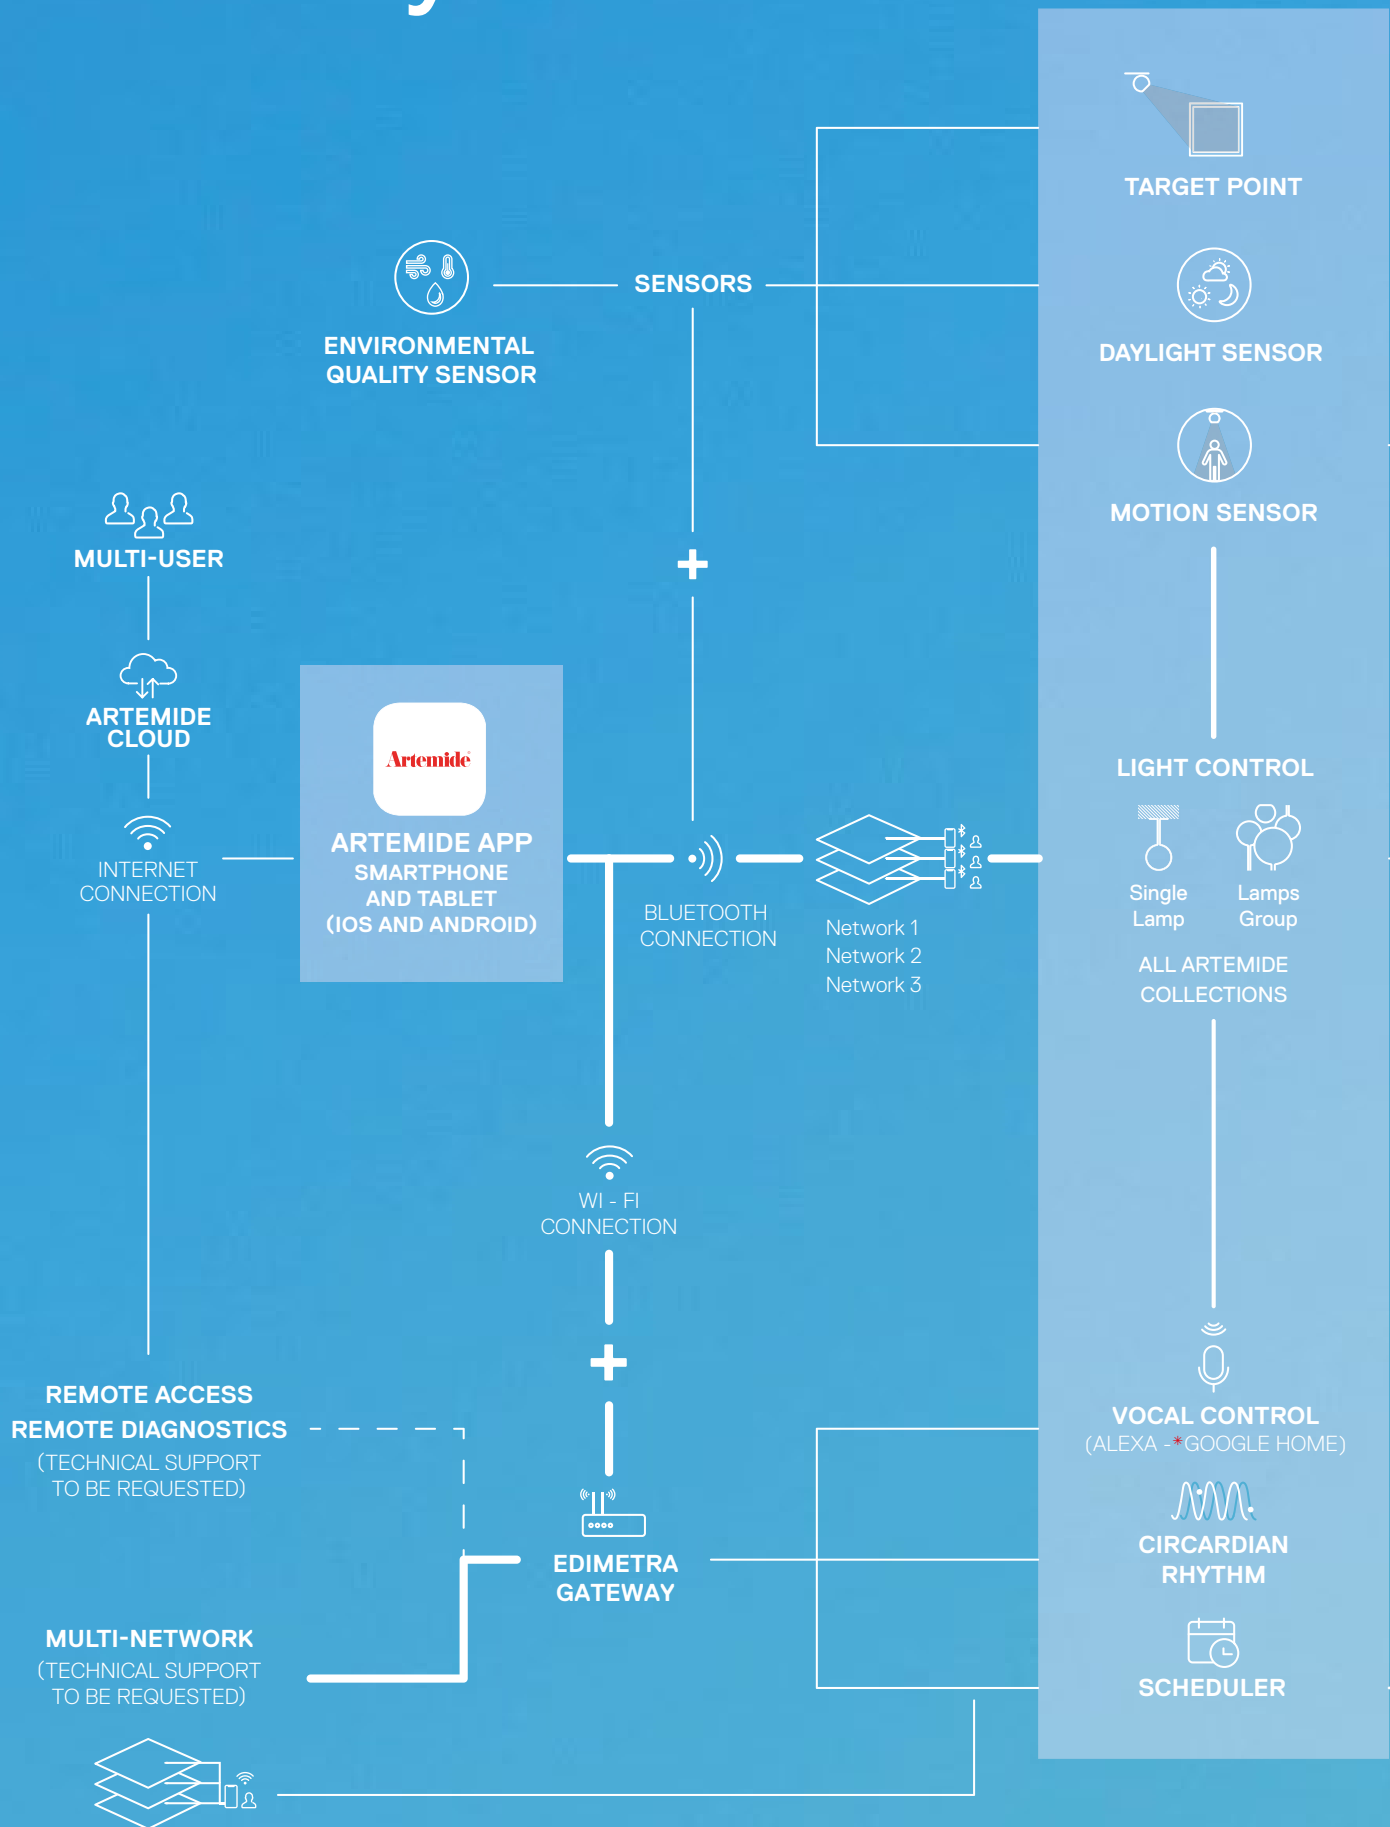 TARGET POINT
SENSORS
ENVIRONMENTAL
QUALITY SENSOR
DAYLIGHT SENSOR
MOTION SENSOR
MULTI-USER
ARTEMIDE
CLOUD
INTERNET
CONNECTION
Artemide
ARTEMIDE APP
SMARTPHONE
AND TABLET
(IOS AND ANDROID)
BLUETOOTH
CONNECTION
Network 1
Network 2
Network 3
LIGHT CONTROL
Single
Lamp
Lamps
Group
ALL ARTEMIDE
COLLECTIONS
WI - FI
CONNECTION
REMOTE ACCESS
REMOTE DIAGNOSTICS
(TECHNICAL SUPPORT
TO BE REQUESTED)
EDIMETRA
GATEWAY
VOCAL CONTROL
(ALEXA -*GOOGLE HOME)
CIRCARDIAN
RHYTHM
SCHEDULER
MULTI-NETWORK
(TECHNICAL SUPPORT
TO BE REQUESTED)